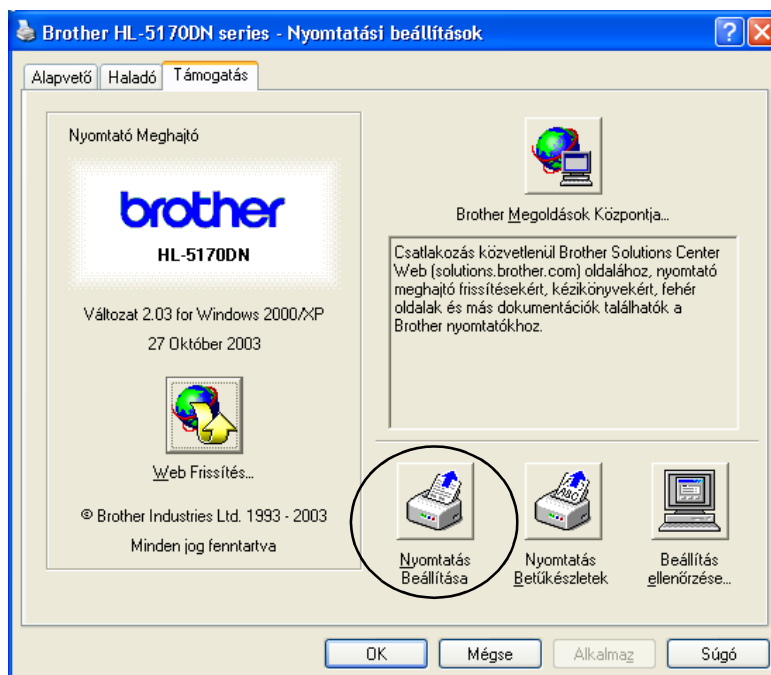 Brother HL-5170DN series - Nyomtatási beállítások
Alapvető Haladó Támogatás
Nyomtató Meghajtó
brother
HL-5170DN
Változat 2.03 for Windows 2000/XP
27 Október 2003
Web Frissítés...
© Brother Industries Ltd. 1993 - 2003
Minden jog fenntartva
Brother Megoldások Központja...
Csatlakozás közvetlenül Brother Solutions Center
Web (solutions.brother.com) oldalához, nyomtató
meghajtó frissítésekért, kézikönyvekért, fehér
oldalak és más dokumentációk találhatók a
Brother nyomtatókhoz.
Nyomtatás
Beállítása
ABC
Nyomtatás
Betűkészletek
Beállítás
ellenőrzése...
OK Mégse Alkalmaz Súgó